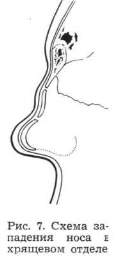 Рис. 7. Схема за-
падения носа в
хрящевом отделе